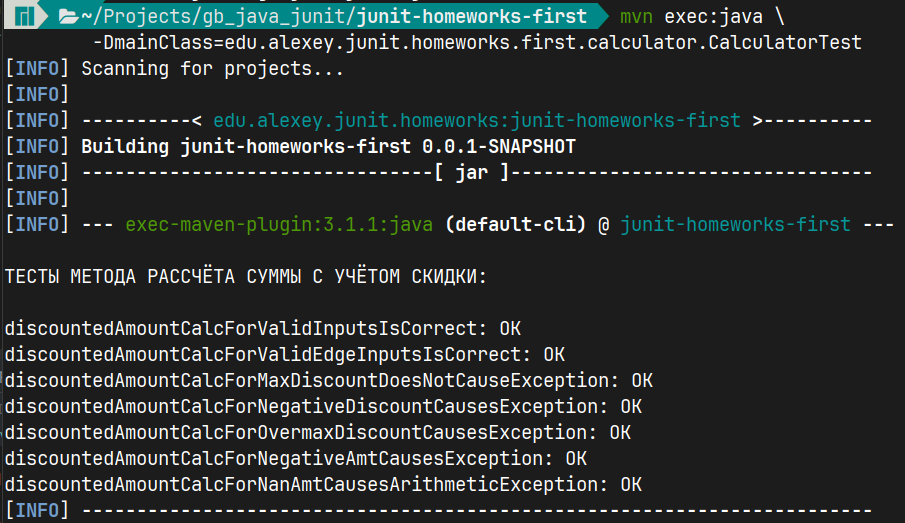 ~/Projects/gb_java_junit/junit-homeworks-first mvn exec:java \
-DmainClass=edu.alexey.junit.homeworks.first.calculator.CalculatorTest
[INFO] Scanning for projects...
[INFO]
[INFO] ----------< edu.alexey.junit.homeworks:junit-homeworks-first >----------
[INFO] Building junit-homeworks-first 0.0.1-SNAPSHOT
[INFO] --------------------------------[ jar ]---------------------------------
[INFO]
[INFO] --- exec-maven-plugin:3.1.1:java (default-cli) @ junit-homeworks-first ---
ТЕСТЫ МЕТОДА РАССЧЁТА СУММЫ С УЧЁТОМ СКИДКИ:
discountedAmountCalcForValidInputsIsCorrect: OK
discountedAmountCalcForValidEdgeInputsIsCorrect: OK
discountedAmountCalcForMaxDiscountDoesNotCauseException: OK
discountedAmountCalcForNegativeDiscountCausesException: OK
discountedAmountCalcForOvermaxDiscountCausesException: OK
discountedAmountCalcForNegativeAmtCausesException: OK
discountedAmountCalcForNanAmtCausesArithmeticException: OK
[INFO] ------------------------------------------------------------------------